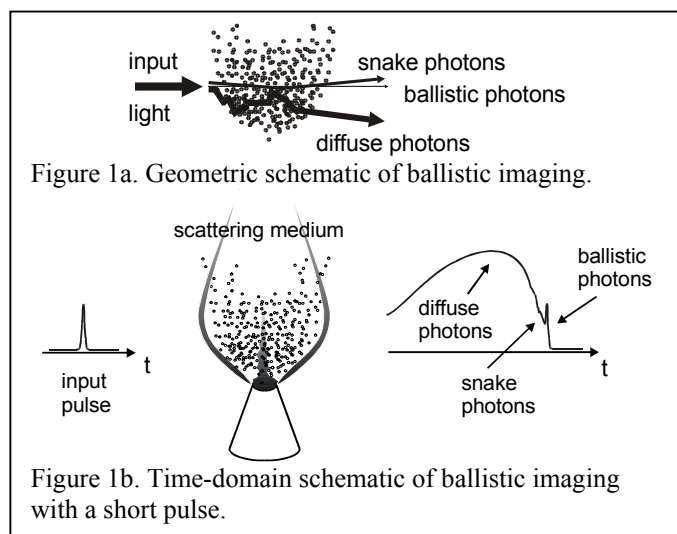 input
light
snake photons
ballistic photons
diffuse photons
Figure 1a. Geometric schematic of ballistic imaging.
scattering medium
t
input
pulse
diffuse
photons
ballistic
photons
snake
photons
t
Figure 1b. Time-domain schematic of ballistic imaging
with a short pulse.